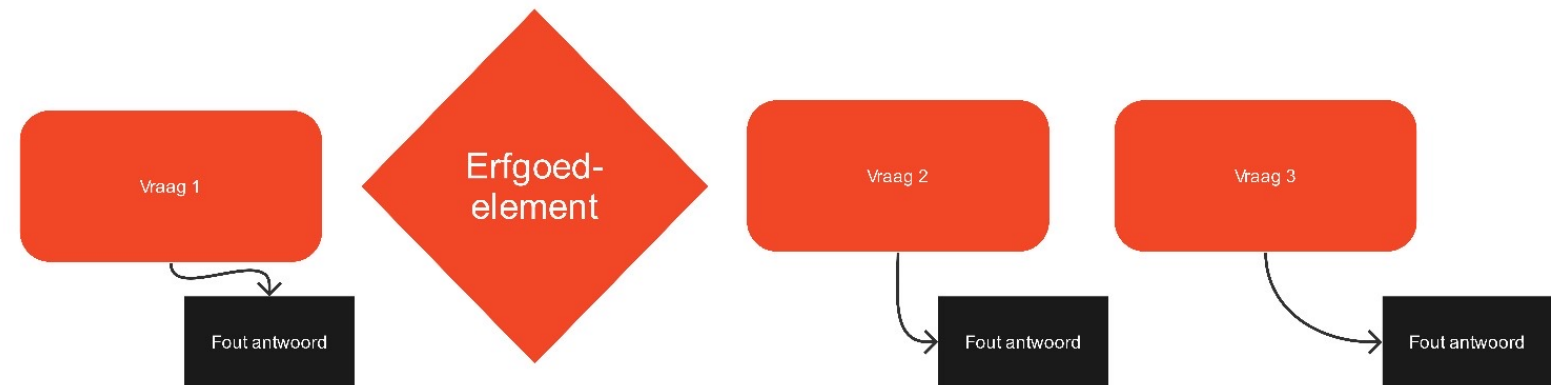 Vraag 1
Erfgoed-
element
Vraag 2
Vraag 3
Fout antwoord
Fout antwoord
Fout antwoord